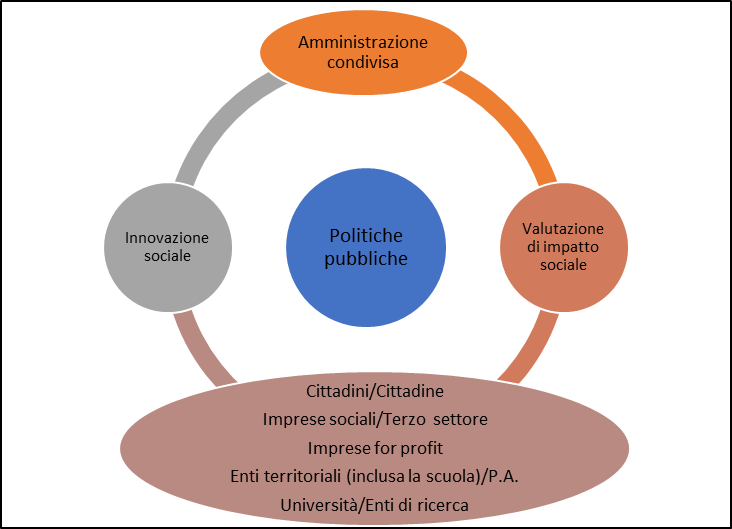 Amministrazione
condivisa
Innovazione
sociale
Politiche
pubbliche
Valutazione
di impatto
sociale
Cittadini/Cittadine
Imprese sociali/Terzo settore
Imprese for profit
Enti territoriali (inclusa la scuola)/P.A.
Università/Enti di ricerca